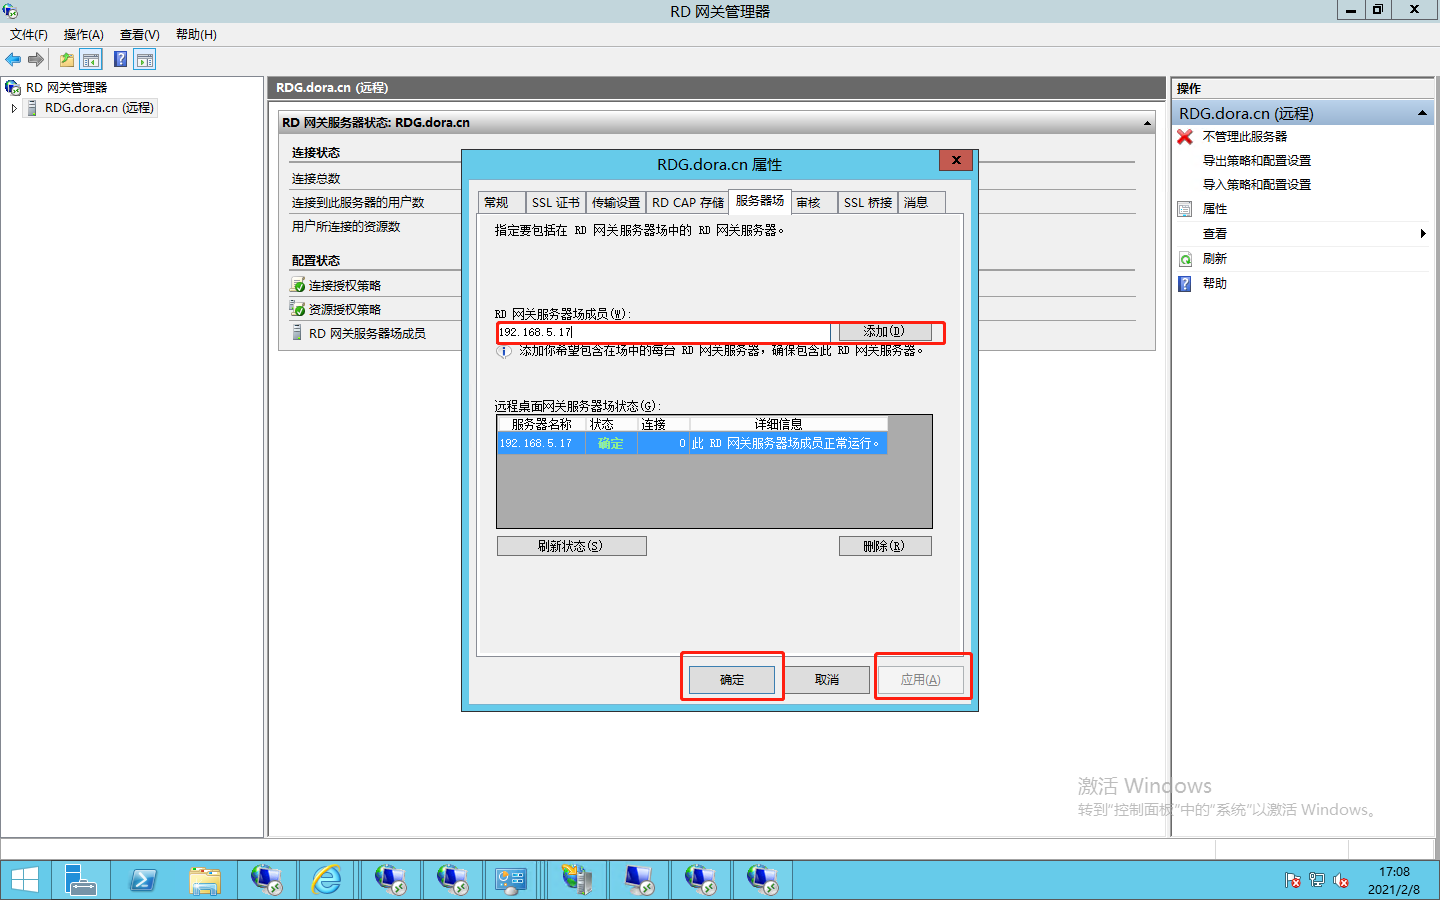 RD 网关管理器
文件(F) 操作(A) 查看(V) 帮助(H)
RD 网关管理器
RDG.dora.cn (远程)
RDG.dora.cn (远程)
RD 网关服务器状态: RDG.dora.cn
连接状态
连接总数
连接到此服务器的用户数
用户所连接的资源数
配置状态
连接授权策略
资源授权策略
RD 网关服务器场成员
RDG.dora.cn 属性
常规 SSL 证书 传输设置 RD CAP 存储 服务器场 审核 SSL 桥接 消息
指定要包括在 RD 网关服务器场中的 RD 网关服务器。
RD 网关服务器场成员(W):
192.168.5.17 添加(D)
添加你希望包含在场中的每台 RD 网关服务器，确保包含此 RD 网关服务器。
远程桌面网关服务器场状态(G):
服务器名称 状态 连接 详细信息
192.168.5.17 确定 0 此 RD 网关服务器场成员正常运行。
刷新状态(S) 删除(R)
确定 取消 应用(A)
操作
RDG.dora.cn (远程)
不管理此服务器
导出策略和配置设置
导入策略和配置设置
属性
查看
刷新
帮助
激活 Windows
转到“控制面板”中的“系统”以激活 Windows。
17:08
2021/2/8